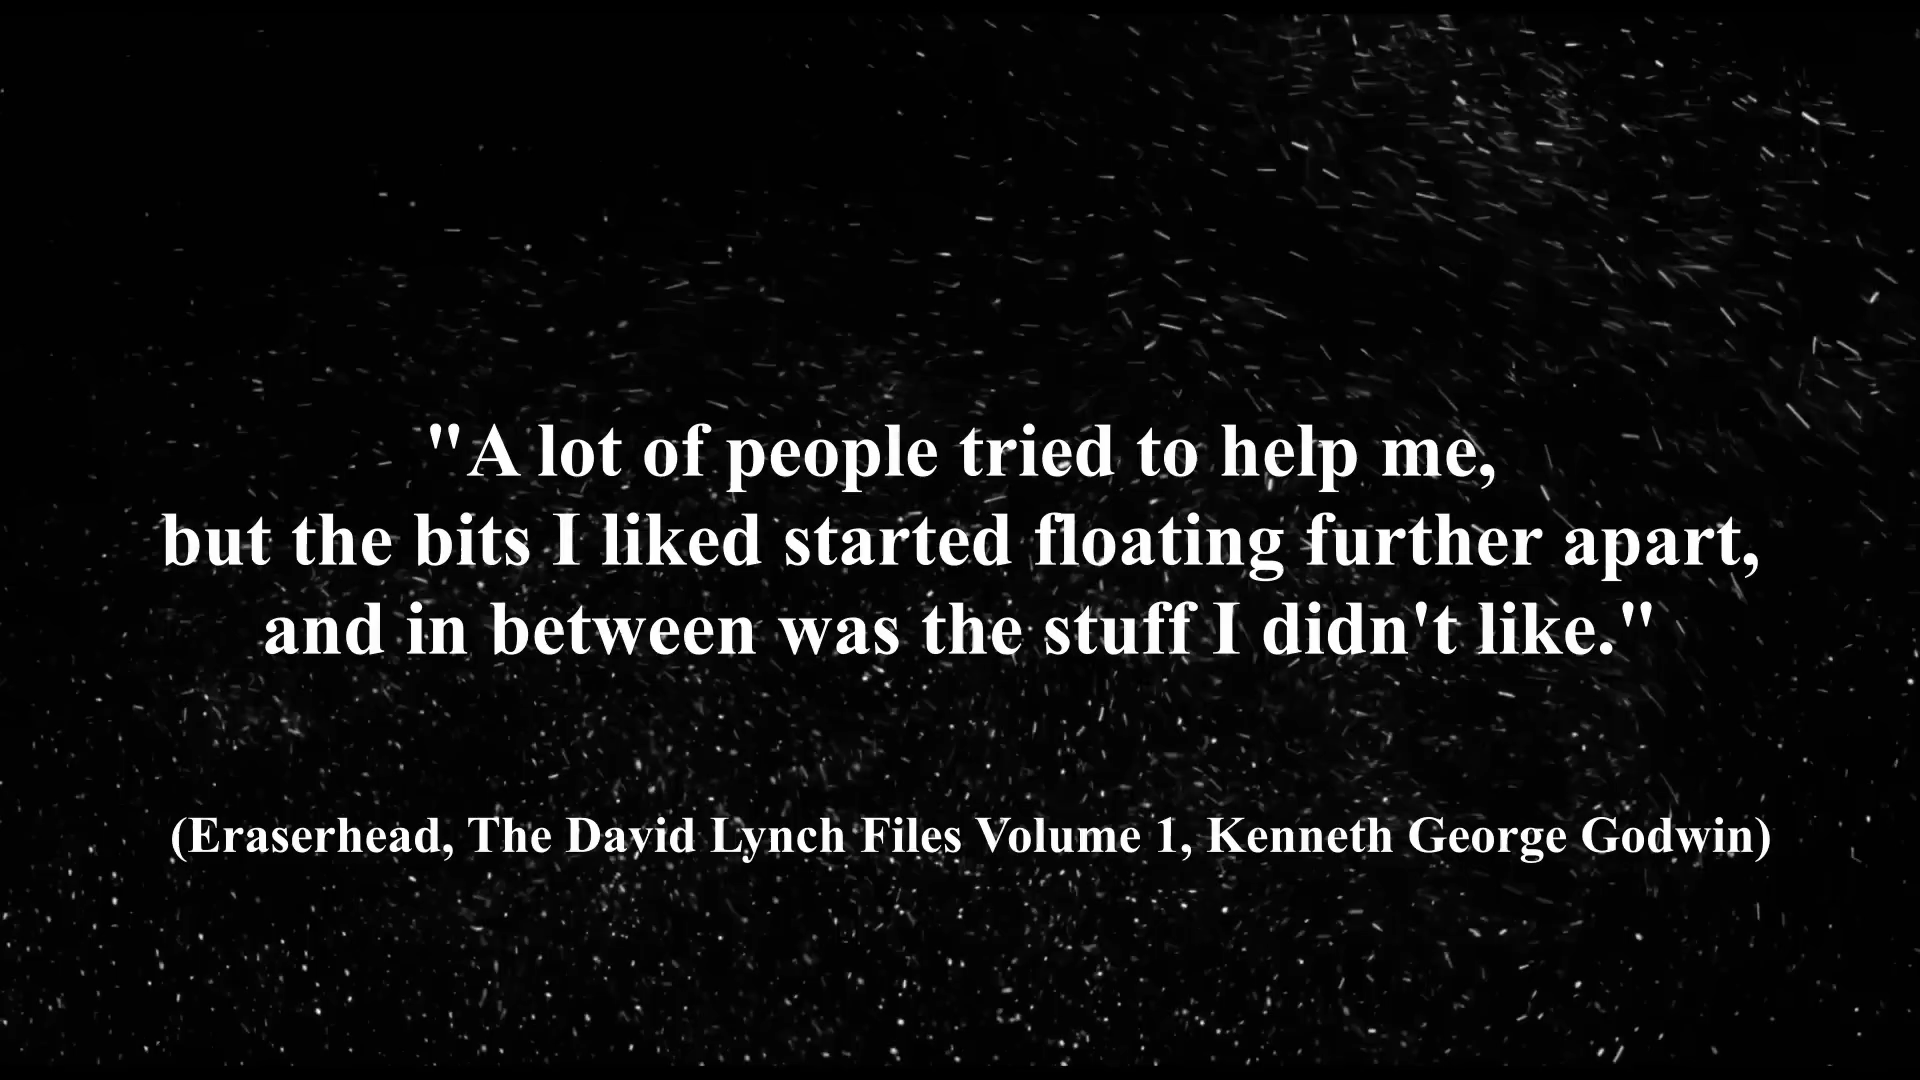 "A lot of people tried to help me,
but the bits I liked started floating further apart,
and in between was the stuff I didn't like."
(Eraserhead, The David Lynch Files Volume 1, Kenneth George Godwin)